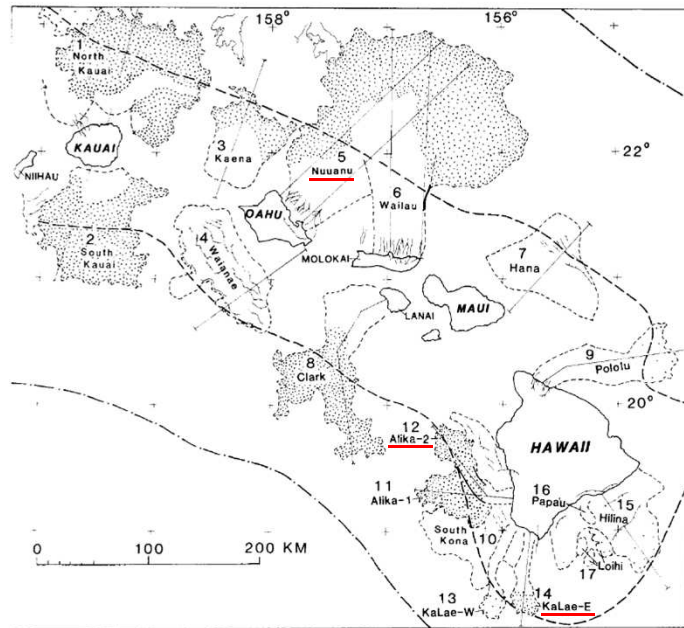 158
156
1
North
Kauai
KAUAI
NIIHAU
2
South
Kauai
3
Kaena
22°
5
Nuuanu
6
Wailau
OAHU
4
Waianae
MOLOKAI
7
Hana
MAUI
LANAI
8
Clark
9
Pololu
20°
12
Alika-2
HAWAII
11
Alika-1
16
Papau
15
Hilina
South
Kona
10
17
Loihi
13
KaLae-W
14
KaLae-E
0 100 200 KM